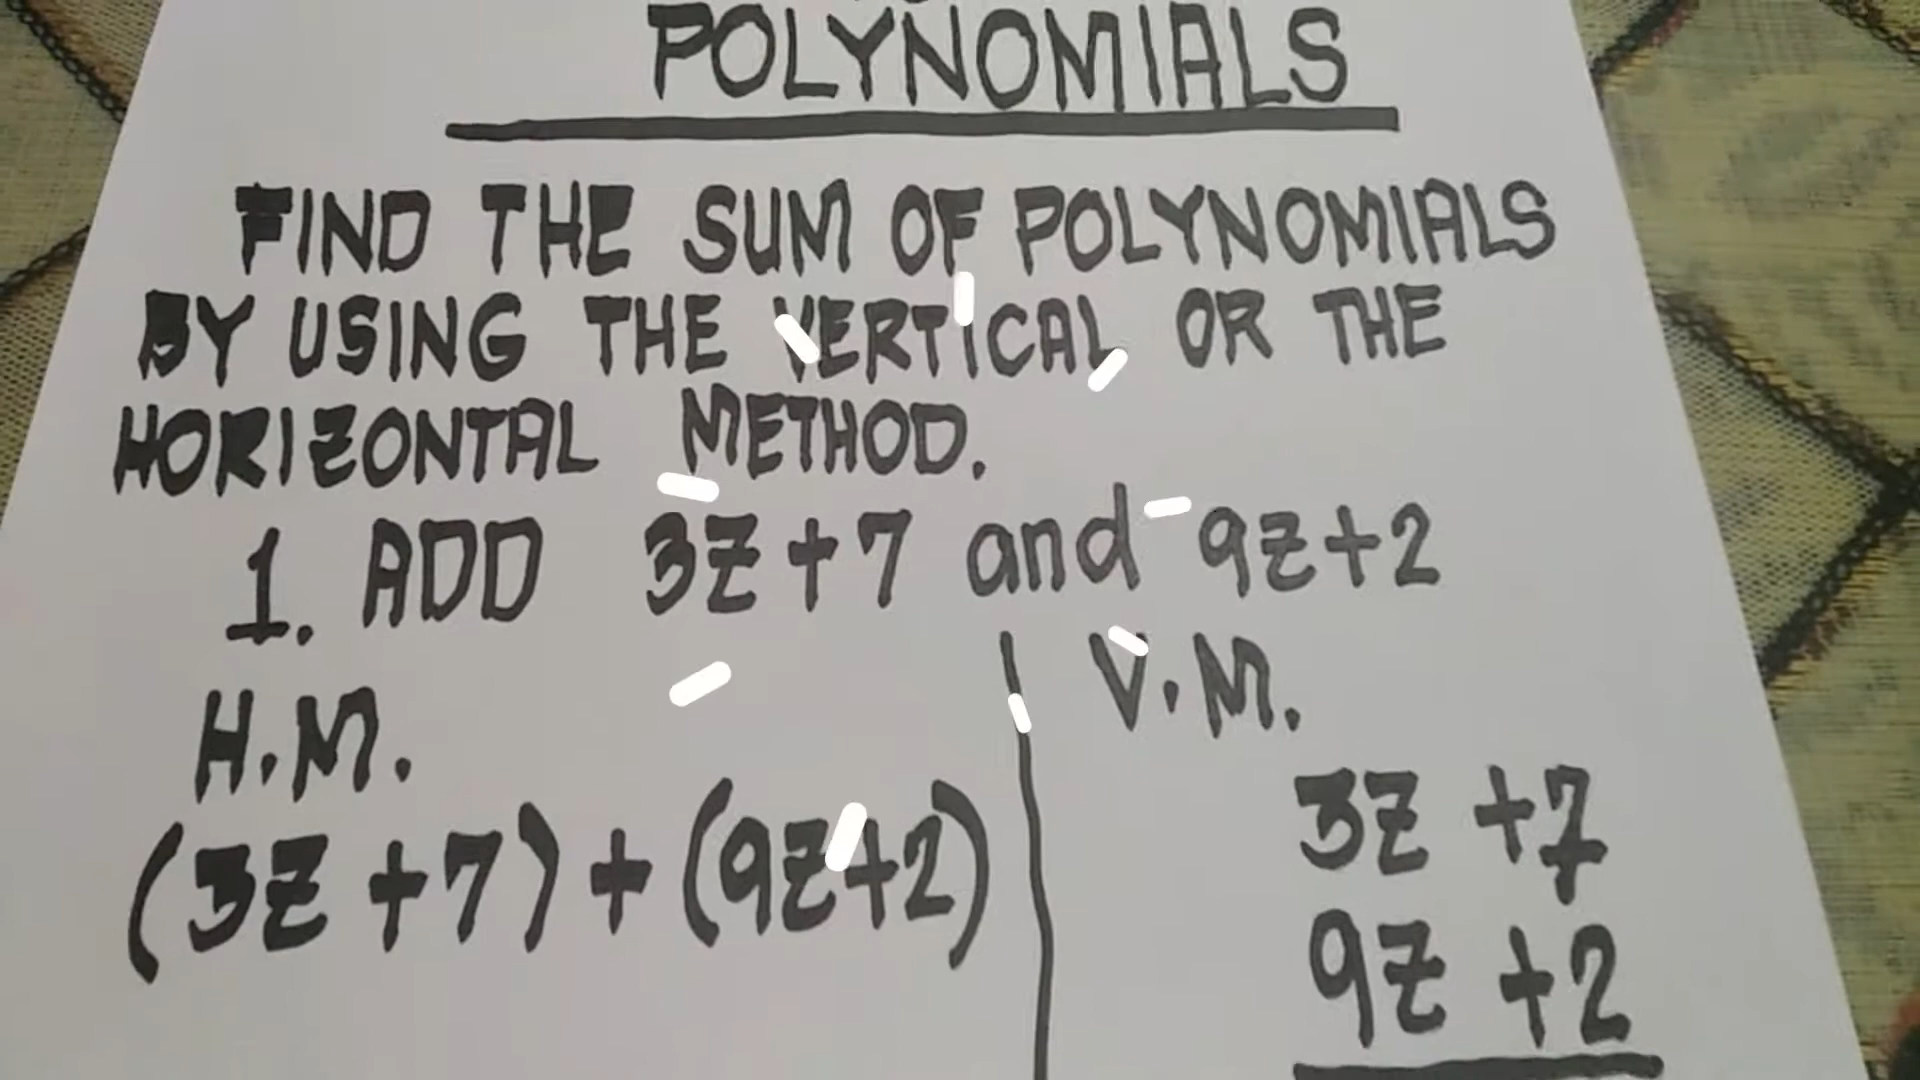 POLYNOMIALS
FIND THE SUM OF POLYNOMIALS
BY USING THE VERTICAL OR THE
HORIZONTAL METHOD.
1. ADD 3Z+7 and 9Z+2
H.M.
(3Z+7)+(9Z+2)
V.M.
3Z +7
9Z +2